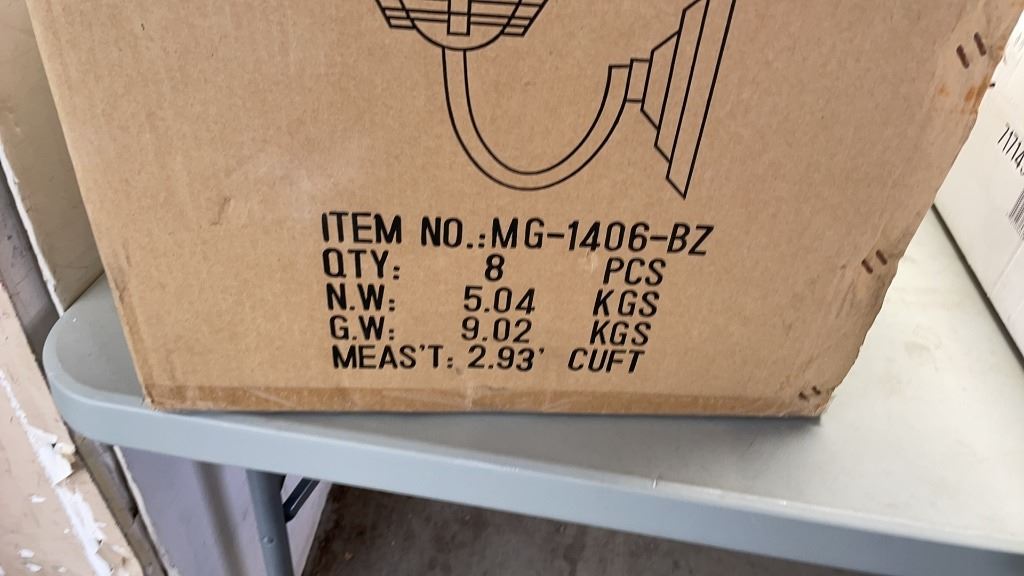 ITEM NO.:MG-1406-BZ
QTY: 8 PCS
N.W: 5.04 KGS
G.W: 9.02 KGS
MEAS'T: 2.93' CUFT